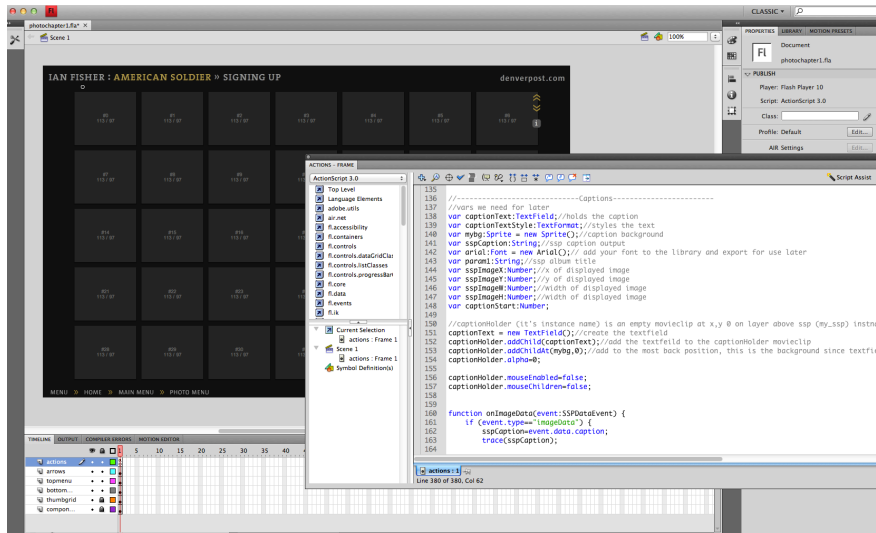 CLASSIC
photochapter1.fla* ×
Scene 1
100%
PROPERTIES LIBRARY MOTION PRESETS
Fl
Document
photochapter1.fla
PUBLISH
Player: Flash Player 10
Script: ActionScript 3.0
Class:
Profile: Default Edit...
AIR Settings Edit...
IAN FISHER : AMERICAN SOLDIER » SIGNING UP
denverpost.com
MENU » HOME » MAIN MENU » PHOTO MENU
ACTIONS - FRAME
ActionScript 3.0
Script Assist
Top Level
Language Elements
adobe.utils
air.net
fl.accessibility
fl.containers
fl.controls
fl.controls.dataGridClas
fl.controls.listClasses
fl.controls.progressBar
fl.core
fl.data
fl.events
fl.ik
Current Selection
actions : Frame 1
Scene 1
actions : Frame 1
Symbol Definition(s)
135
136 //-----------------------------Captions------------------------
137 //vars we need for later
138 var captionText:TextField;//holds the caption
139 var captionTextStyle:TextFormat;//styles the text
140 var mybg:Sprite = new Sprite();//caption background
141 var sspCaption:String;//ssp caption output
142 var arial:Font = new Arial();// add your font to the library and export for use later
143 var param1:String;//ssp album title
144 var sspImageX:Number;//x of displayed image
145 var sspImageY:Number;//y of displayed image
146 var sspImageW:Number;//width of displayed image
147 var sspImageH:Number;//width of displayed image
148 var captionStart:Number;
149
150 //captionHolder (it's instance name) is an empty movieclip at x,y 0 on layer above ssp (my_ssp)
151 captionText = new TextField();//create the textfield
152 captionHolder.addChild(captionText);//add the textfeild to the captionHolder movieclip
153 captionHolder.addChildAt(mybg,0);//add to the most back position, this is the background since textfie
154 captionHolder.alpha=0;
155
156 captionHolder.mouseEnabled=false;
157 captionHolder.mouseChildren=false;
158
159
160 function onImageData(event:SSPDataEvent) {
161 if (event.type=="imageData") {
162 sspCaption=event.data.caption;
163 trace(sspCaption);
164
actions : 1
Line 380 of 380, Col 62
TIMELINE OUTPUT COMPILER ERRORS MOTION EDITOR
1 5 10 15 20 25 30 35 40
actions
arrows
topmenu
bottom...
thumbgrid
compon...